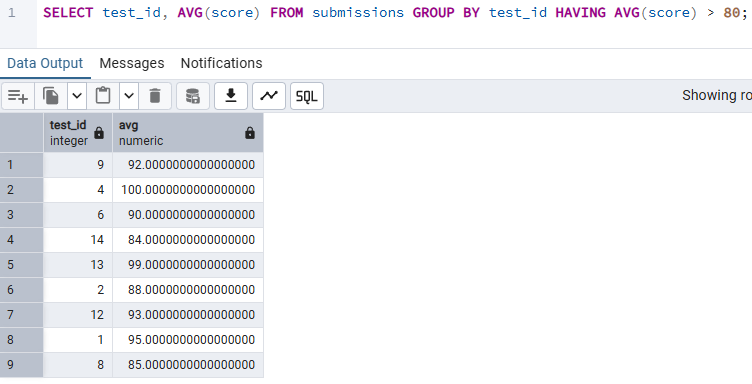 1 SELECT test_id, AVG(score) FROM submissions GROUP BY test_id HAVING AVG(score) > 80;
Data Output Messages Notifications
SQL Showing ro
test_id avg
integer numeric
1 9 92.0000000000000000
2 4 100.0000000000000000
3 6 90.0000000000000000
4 14 84.0000000000000000
5 13 99.0000000000000000
6 2 88.0000000000000000
7 12 93.0000000000000000
8 1 95.0000000000000000
9 8 85.0000000000000000